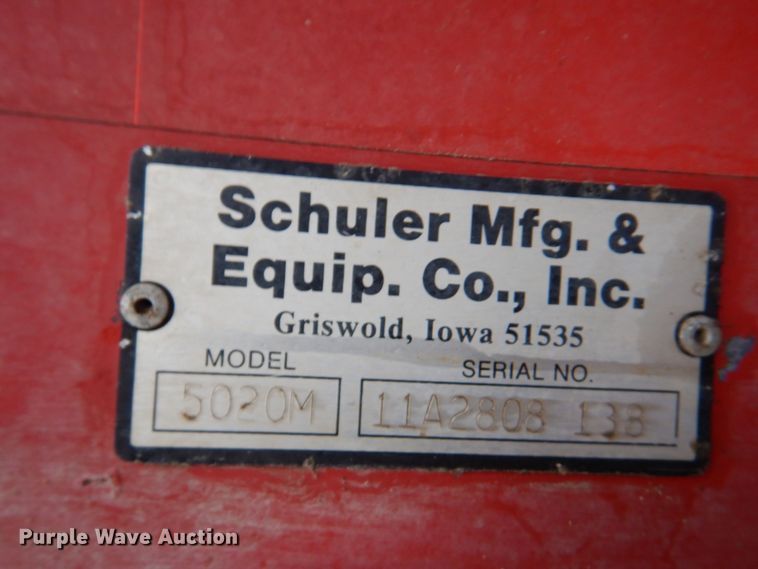 Schuler Mfg. &
Equip. Co., Inc.
Griswold, Iowa 51535
MODEL SERIAL NO.
5020M 11A2808 138
Purple Wave Auction